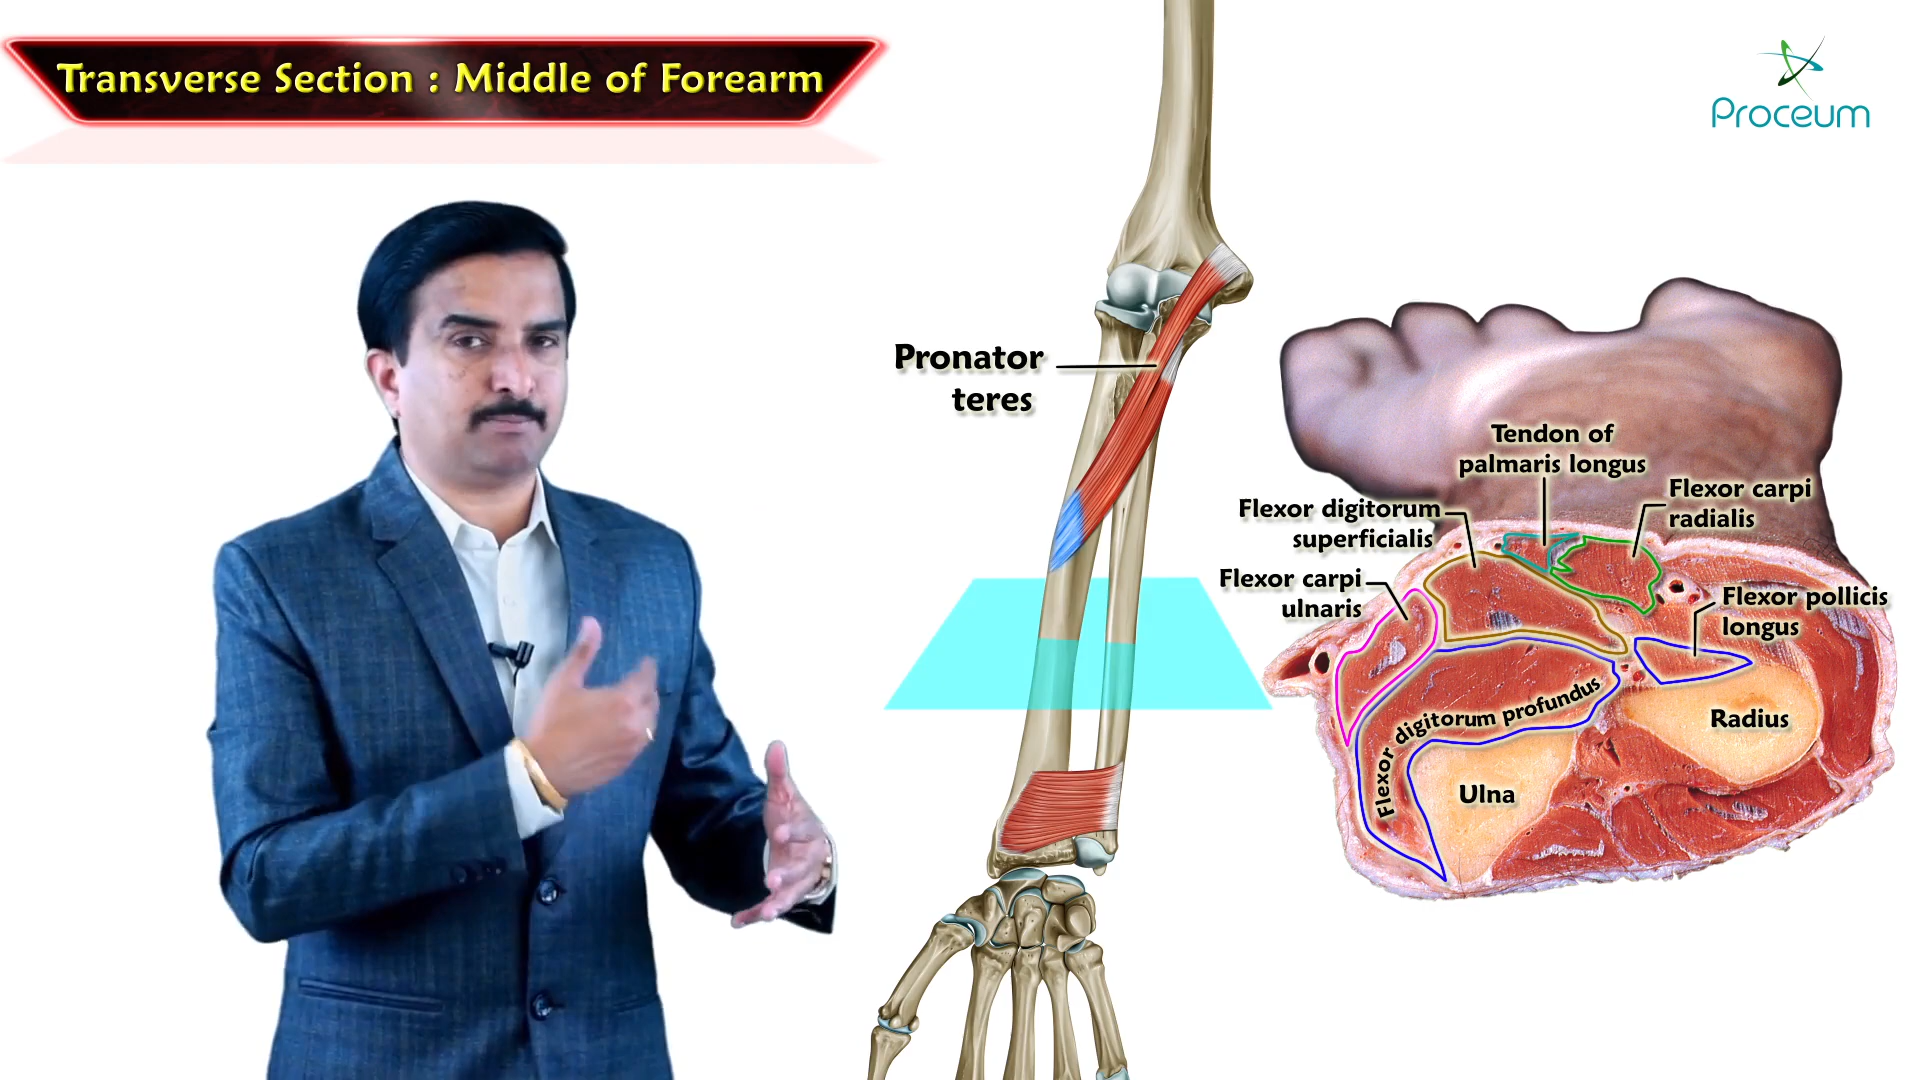 Transverse Section : Middle of Forearm
Proceum
Pronator
teres
Tendon of
palmaris longus
Flexor carpi
radialis
Flexor digitorum
superficialis
Flexor carpi
ulnaris
Flexor pollicis
longus
Flexor digitorum profundus
Radius
Ulna